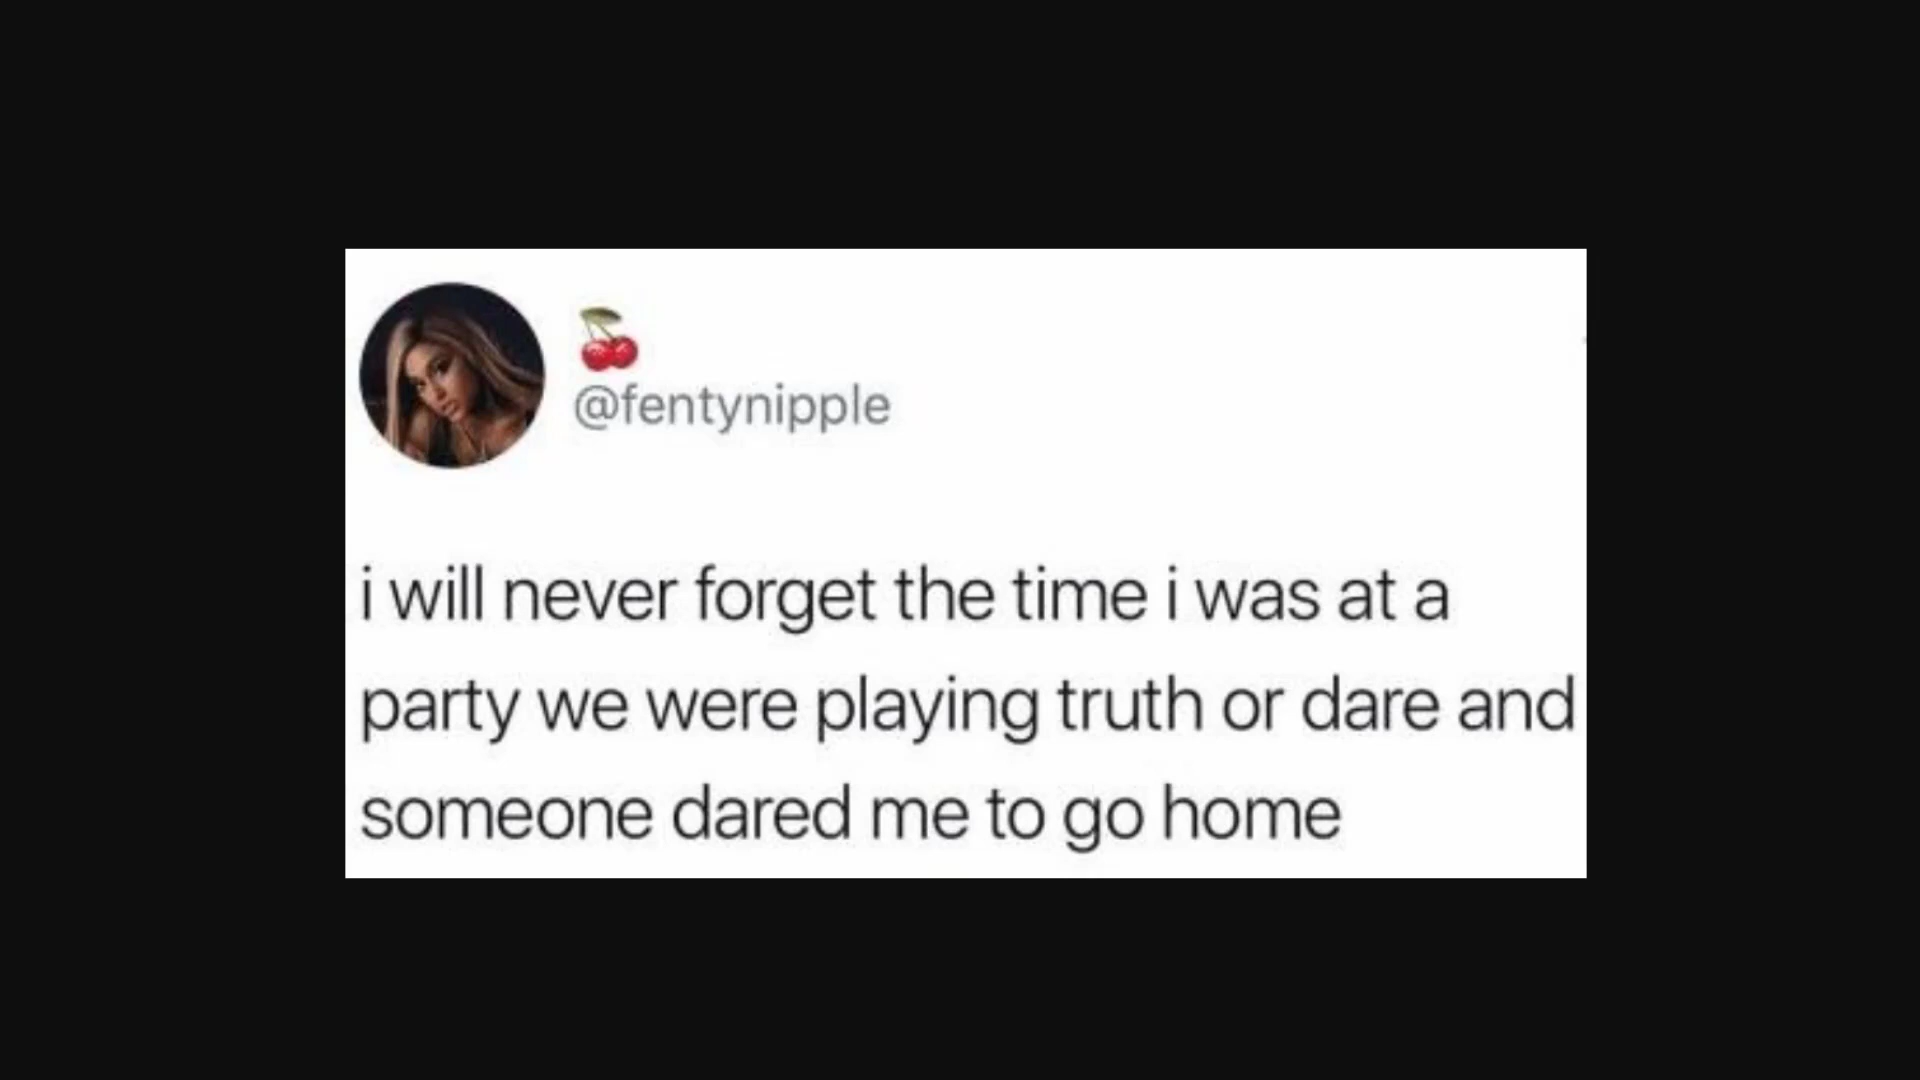 🍒
@fentynipple
i will never forget the time i was at a
party we were playing truth or dare and
someone dared me to go home